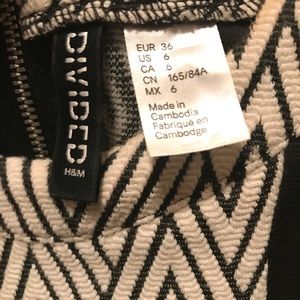 DIVIDED
H&M
EUR 36
US 6
CA 6
CN 165/84A
MX 6
Made in
Cambodia
Fabriqué en
Cambodge